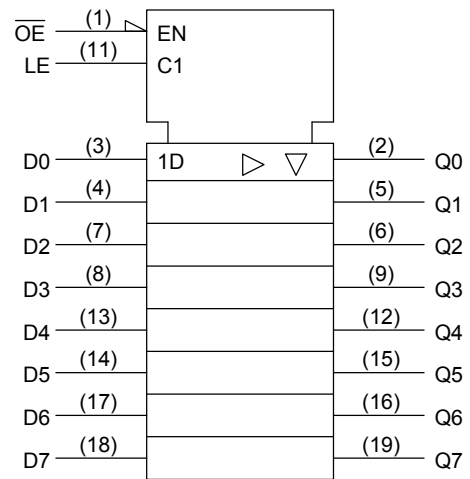 O̅E̅ (1) EN
LE (11) C1
D0 (3) 1D (2) Q0
D1 (4) (5) Q1
D2 (7) (6) Q2
D3 (8) (9) Q3
D4 (13) (12) Q4
D5 (14) (15) Q5
D6 (17) (16) Q6
D7 (18) (19) Q7